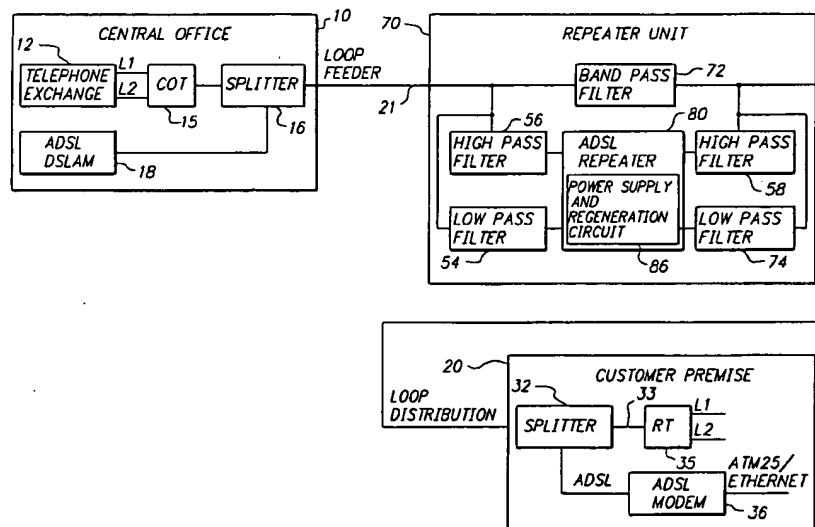 CENTRAL OFFICE
10
12
TELEPHONE
EXCHANGE
L1
L2
COT
15
SPLITTER
16
ADSL
DSLAM
18
LOOP
FEEDER
21
70
REPEATER UNIT
BAND PASS
FILTER
72
56
HIGH PASS
FILTER
80
ADSL
REPEATER
POWER SUPPLY
AND
REGENERATION
CIRCUIT
86
HIGH PASS
FILTER
58
LOW PASS
FILTER
54
LOW PASS
FILTER
74
LOOP
DISTRIBUTION
20
CUSTOMER PREMISE
32
SPLITTER
33
RT
35
L1
L2
ADSL
ADSL
MODEM
36
ATM25/
ETHERNET